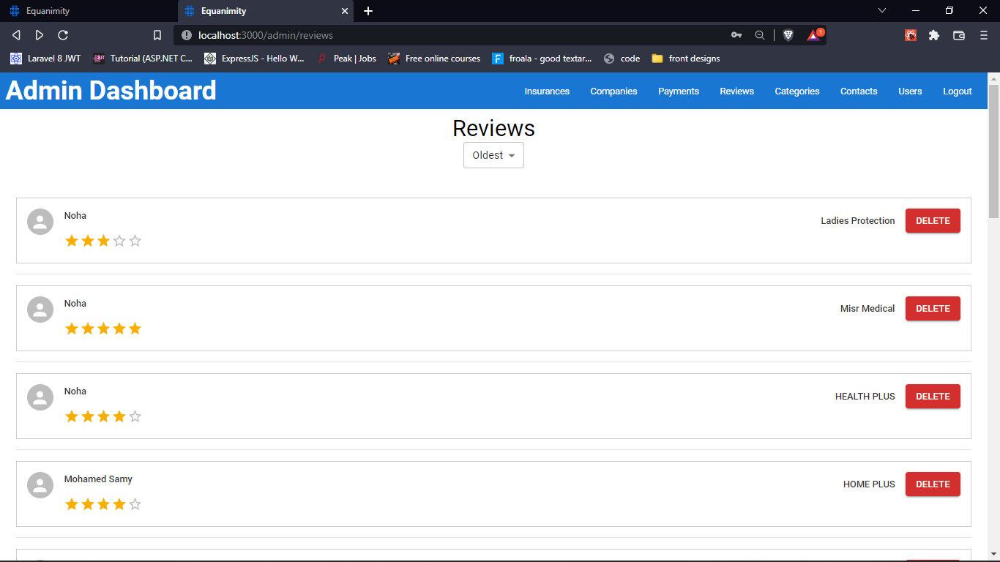 Equanimity
Equanimity
localhost:3000/admin/reviews
1
Laravel 8 JWT
Tutorial (ASP.NET C...
ExpressJS - Hello W...
Peak | Jobs
Free online courses
froala - good textar...
code
front designs
Admin Dashboard
Insurances
Companies
Payments
Reviews
Categories
Contacts
Users
Logout
Reviews
Oldest
Noha
Ladies Protection
DELETE
Noha
Misr Medical
DELETE
Noha
HEALTH PLUS
DELETE
Mohamed Samy
HOME PLUS
DELETE